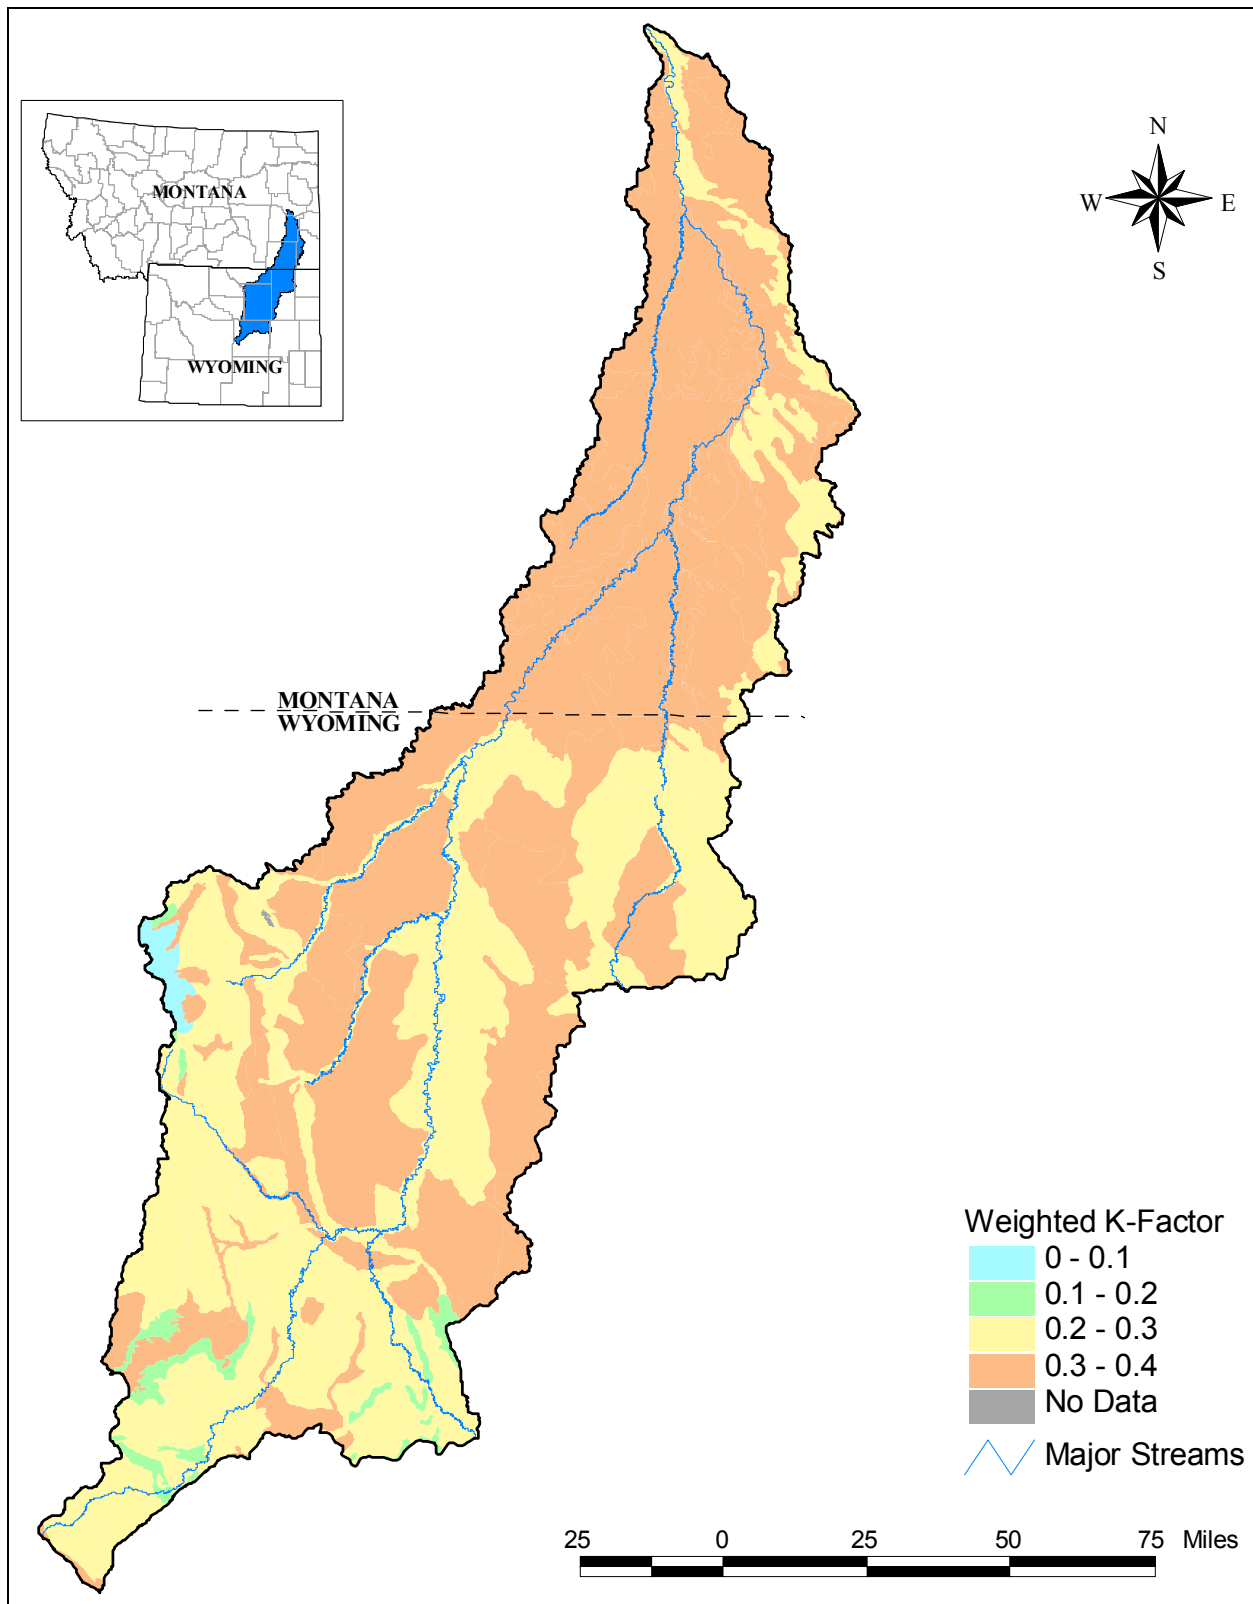 MONTANA
WYOMING
N
W
E
S
MONTANA
WYOMING
Weighted K-Factor
0 - 0.1
0.1 - 0.2
0.2 - 0.3
0.3 - 0.4
No Data
Major Streams
25 0 25 50 75 Miles